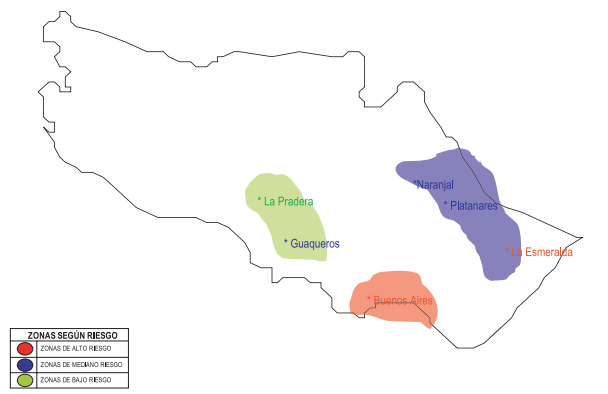 *Naranjal
* La Pradera
* Platanares
* Guaqueros
* La Esmeralda
* Buenos Aires
ZONAS SEGÚN RIESGO
ZONAS DE ALTO RIESGO
ZONAS DE MEDIANO RIESGO
ZONAS DE BAJO RIESGO